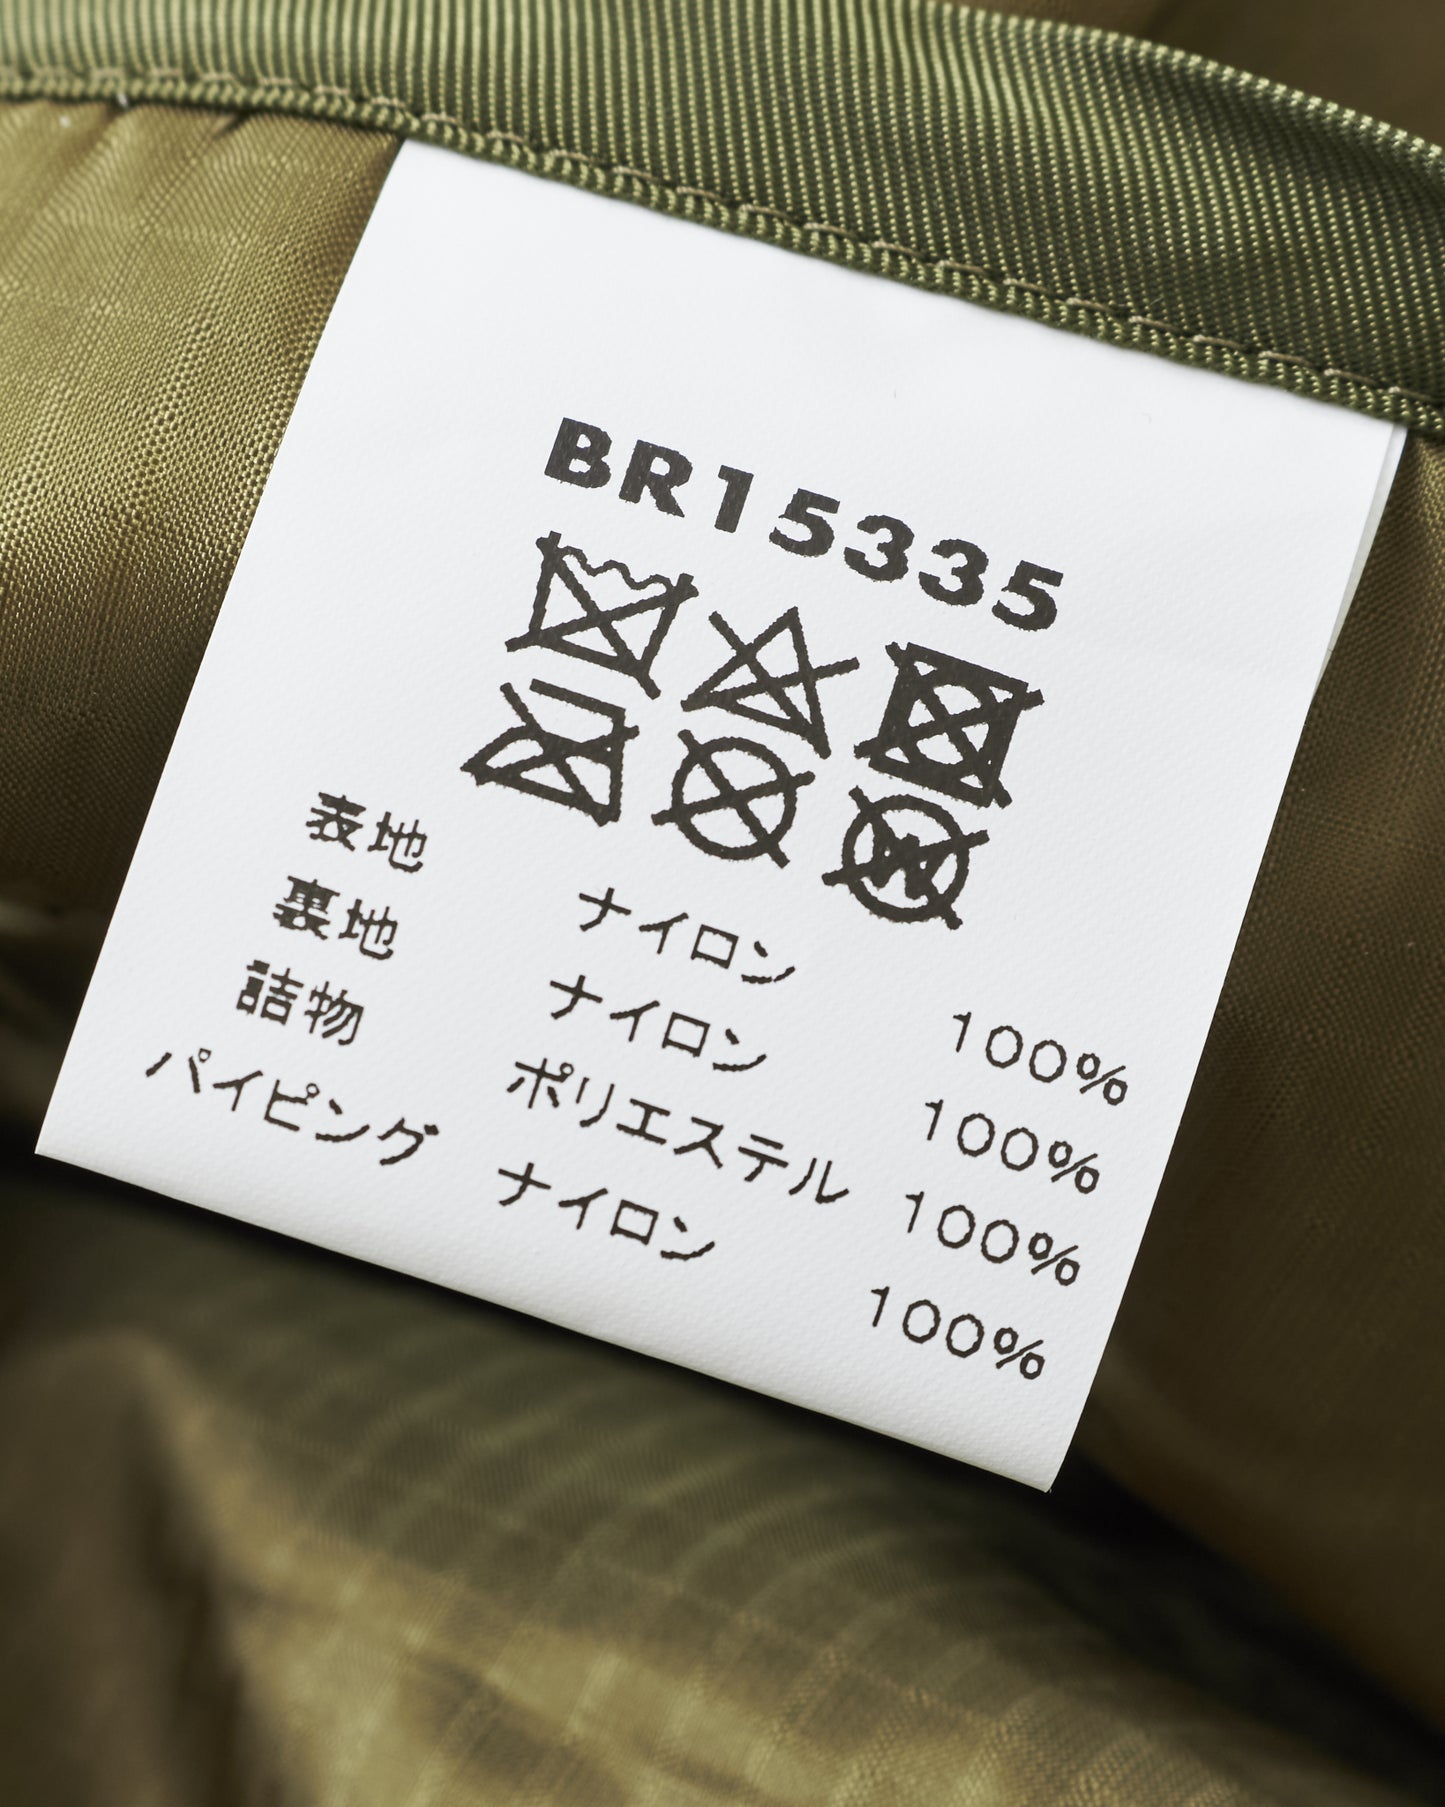 BR15335
表地 ナイロン 100%
裏地 ナイロン 100%
詰物 ポリエステル 100%
パイピング ナイロン 100%